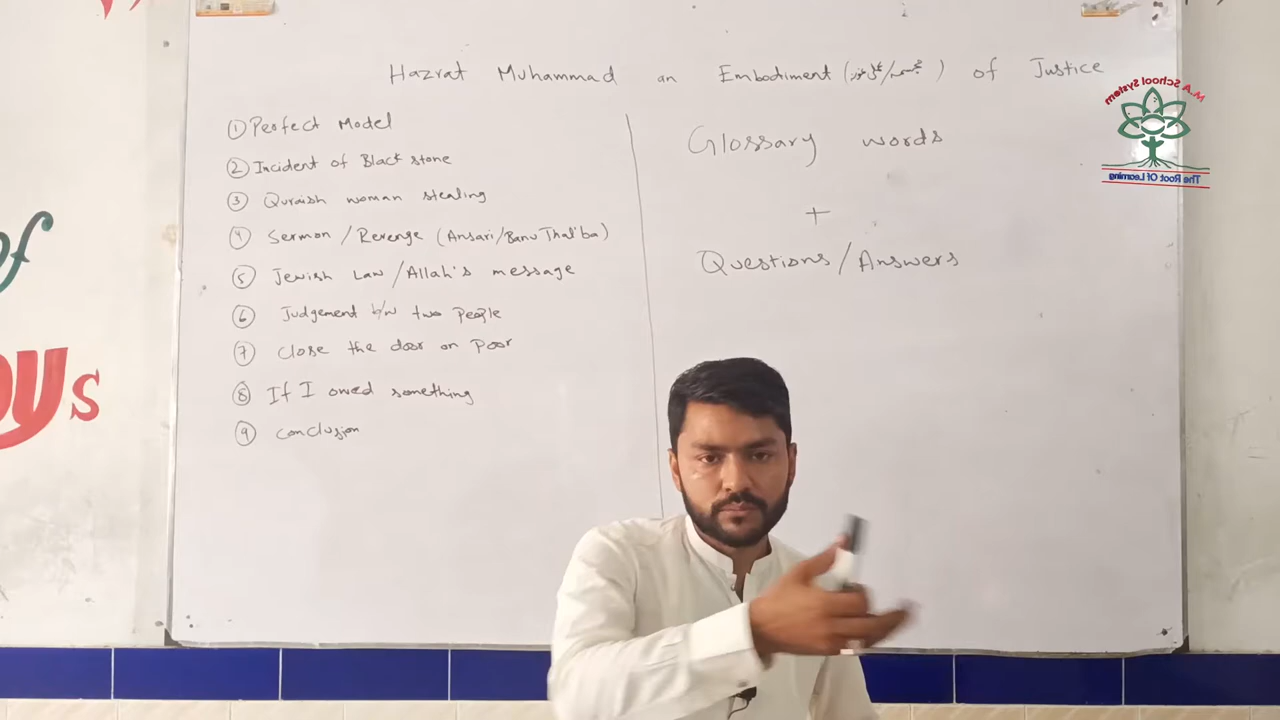 Hazrat Muhammad an Embodiment (مجسمہ/عملی نمونہ) of Justice
① Perfect Model
② Incident of Black stone
③ Quraish woman stealing
④ Sermon / Revenge (Ansari/Banu Thal'ba)
⑤ Jewish Law / Allah's message
⑥ Judgement b/w two people
⑦ Close the door on Poor
⑧ If I owed something
⑨ Conclusion
Glossary words
+
Questions/Answers
M.A School System
The Root Of Learning
of
s